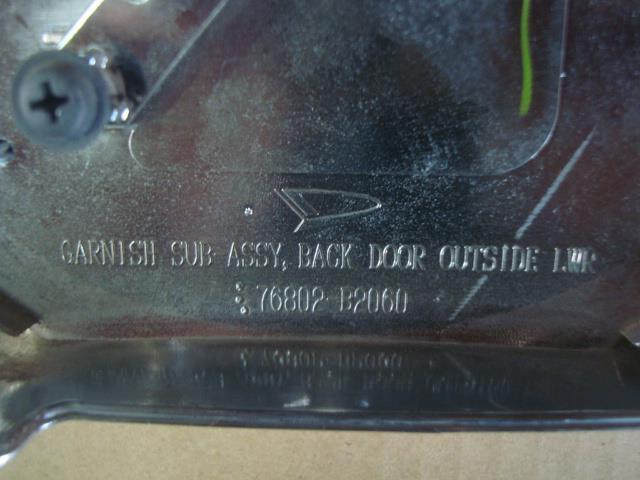 GARNISH SUB-ASSY, BACK DOOR OUTSIDE LWR
76802-B2060